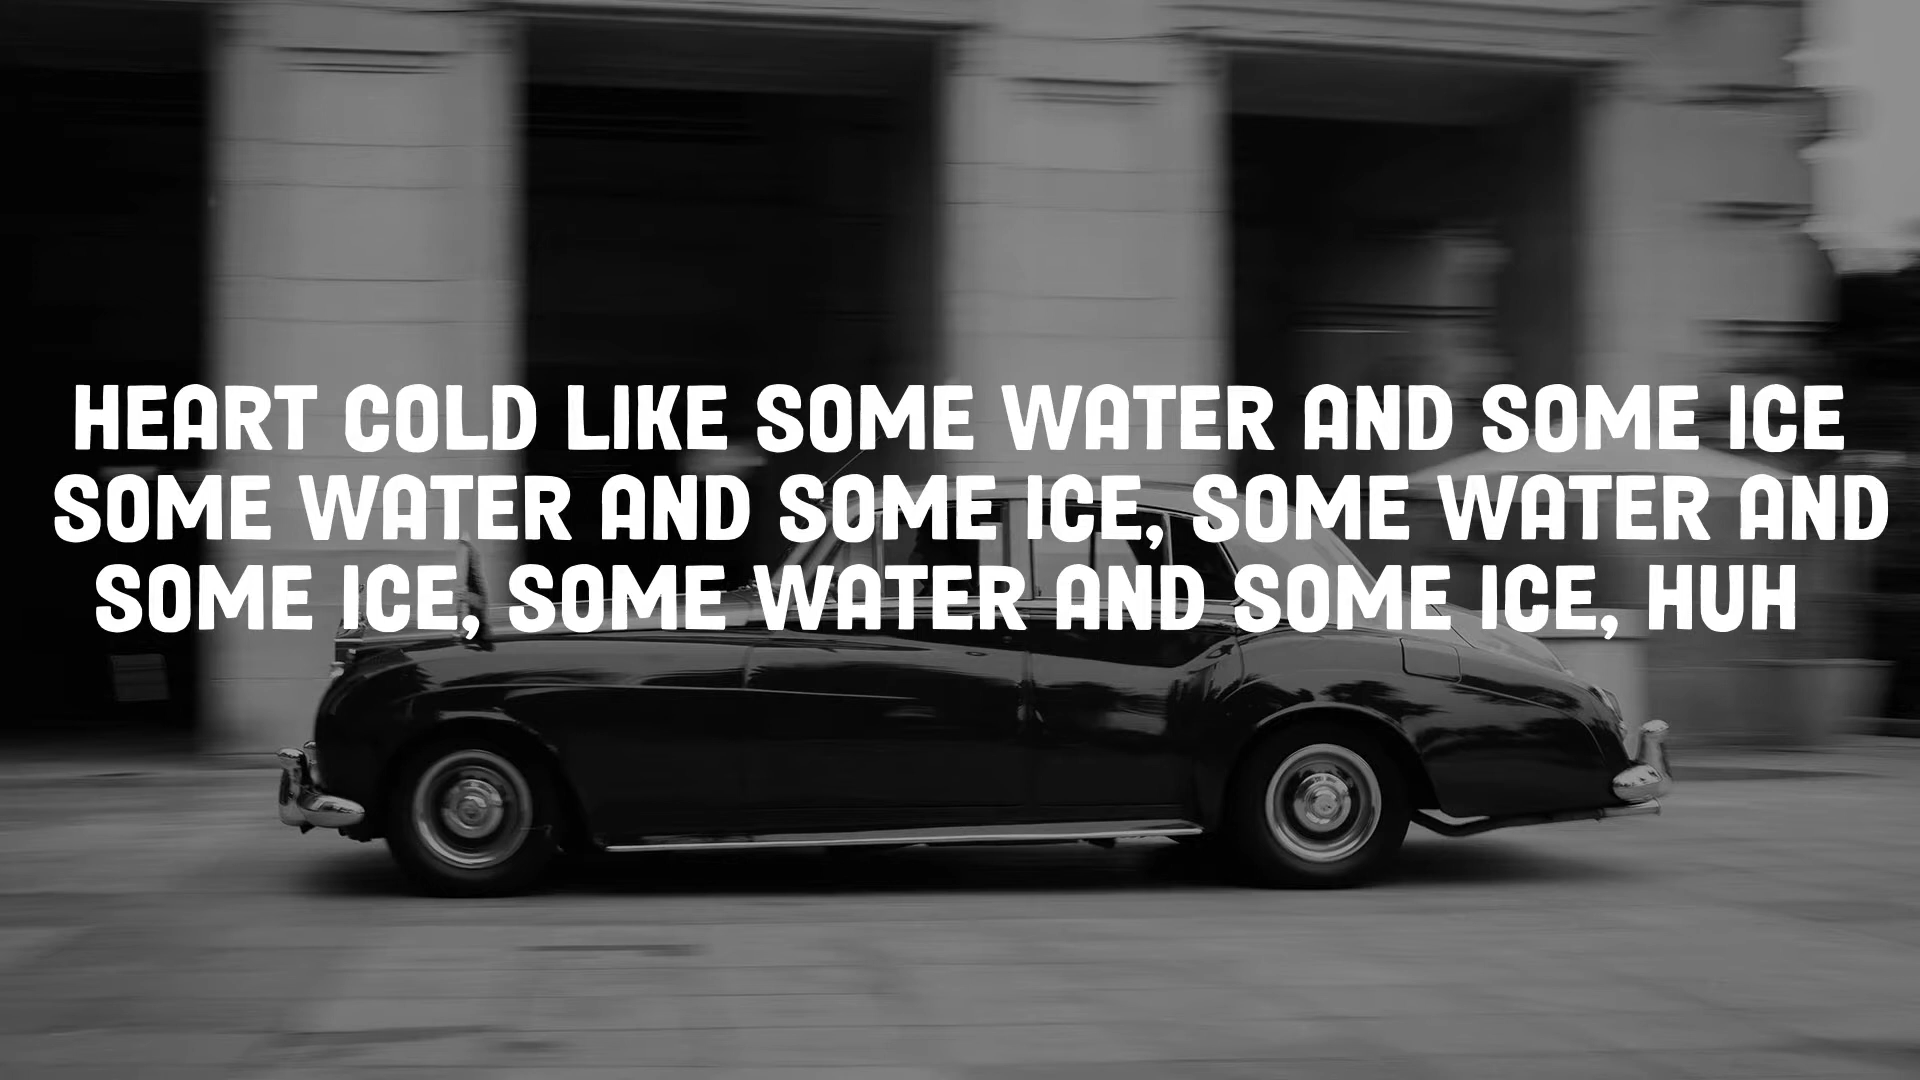 HEART COLD LIKE SOME WATER AND SOME ICE
SOME WATER AND SOME ICE, SOME WATER AND
SOME ICE, SOME WATER AND SOME ICE, HUH